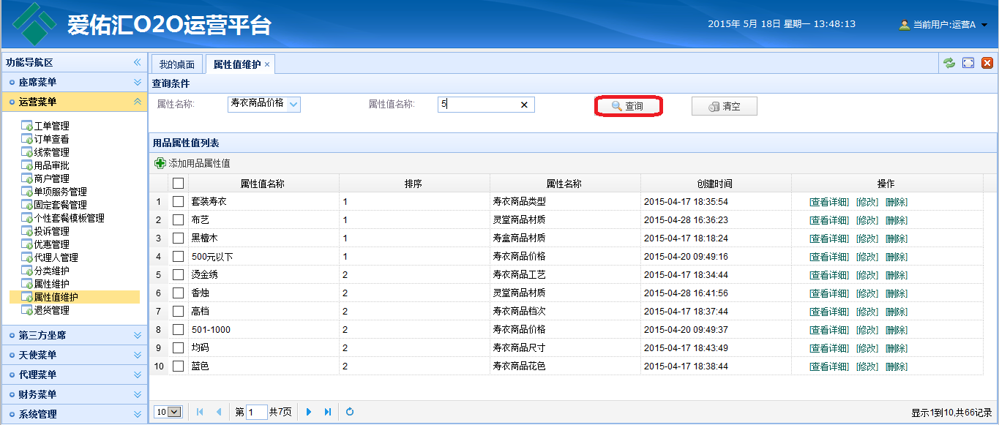 爱佑汇O2O运营平台
2015年 5月 18日 星期一 13:48:13
当前用户:运营A
功能导航区
座席菜单
运营菜单
工单管理
订单查看
线索管理
用品审批
商户管理
单项服务管理
固定套餐管理
个性套餐模板管理
投诉管理
优惠管理
代理人管理
分类维护
属性维护
属性值维护
退货管理
第三方坐席
天使菜单
代理菜单
财务菜单
系统管理
我的桌面 属性值维护
查询条件
属性名称: 寿衣商品价格 属性值名称: 5 查询 清空
用品属性值列表
添加用品属性值
属性值名称 排序 属性名称 创建时间 操作
1 套装寿衣 1 寿衣商品类型 2015-04-17 18:35:54 [查看详细] [修改] [删除]
2 布艺 1 灵堂商品材质 2015-04-28 16:36:23 [查看详细] [修改] [删除]
3 黑檀木 1 寿盒商品材质 2015-04-17 18:18:24 [查看详细] [修改] [删除]
4 500元以下 1 寿衣商品价格 2015-04-20 09:49:16 [查看详细] [修改] [删除]
5 烫金绣 2 寿衣商品工艺 2015-04-17 18:34:44 [查看详细] [修改] [删除]
6 香烛 2 灵堂商品材质 2015-04-28 16:41:56 [查看详细] [修改] [删除]
7 高档 2 寿衣商品档次 2015-04-17 18:37:44 [查看详细] [修改] [删除]
8 501-1000 2 寿衣商品价格 2015-04-20 09:49:37 [查看详细] [修改] [删除]
9 均码 2 寿衣商品尺寸 2015-04-17 18:43:49 [查看详细] [修改] [删除]
10 蓝色 2 寿衣商品花色 2015-04-17 18:38:44 [查看详细] [修改] [删除]
10 第 1 共7页 显示1到10,共66记录